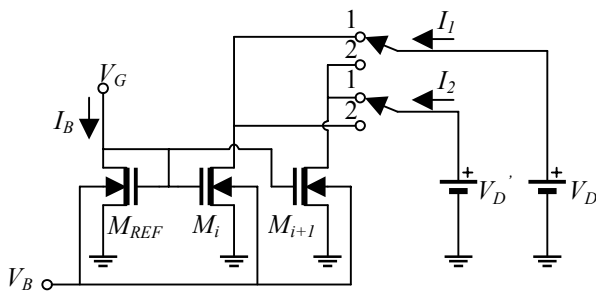 1
I1
2
VG
1
I2
2
IB
+
+
VD'
VD
MREF
Mi
Mi+1
VB